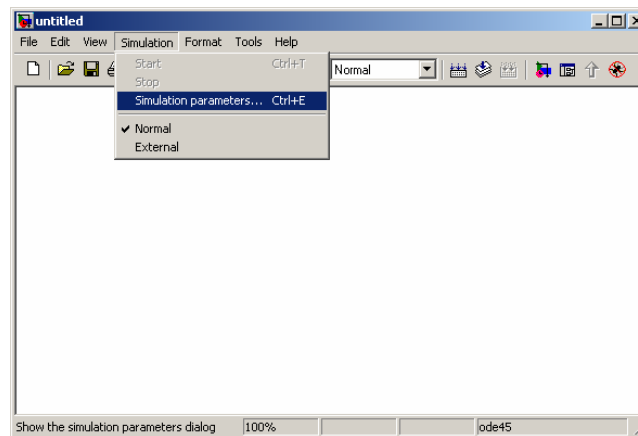 untitled
File Edit View Simulation Format Tools Help
Start Ctrl+T
Normal
Stop
Simulation parameters... Ctrl+E
Normal
External
Show the simulation parameters dialog 100% ode45